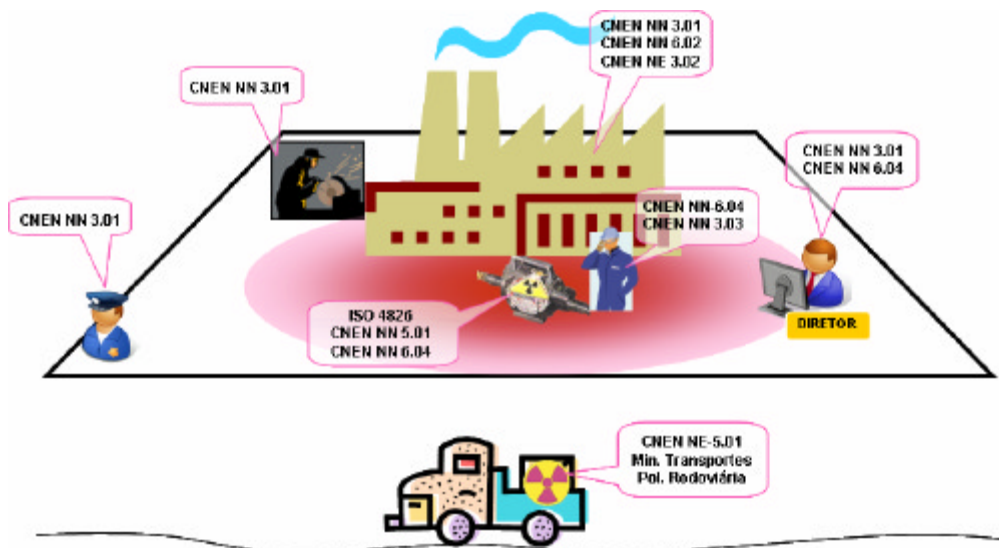 CNEN NN 3.01
CNEN NN 6.02
CNEN NE 3.02
CNEN NN 3.01
CNEN NN 3.01
CNEN NN 6.04
CNEN NN 3.01
CNEN NN-6.04
CNEN NN 3.03
ISO 4826
CNEN NN 5.01
CNEN NN 6.04
DIRETOR
CNEN NE-5.01
Min. Transportes
Pol. Rodoviária